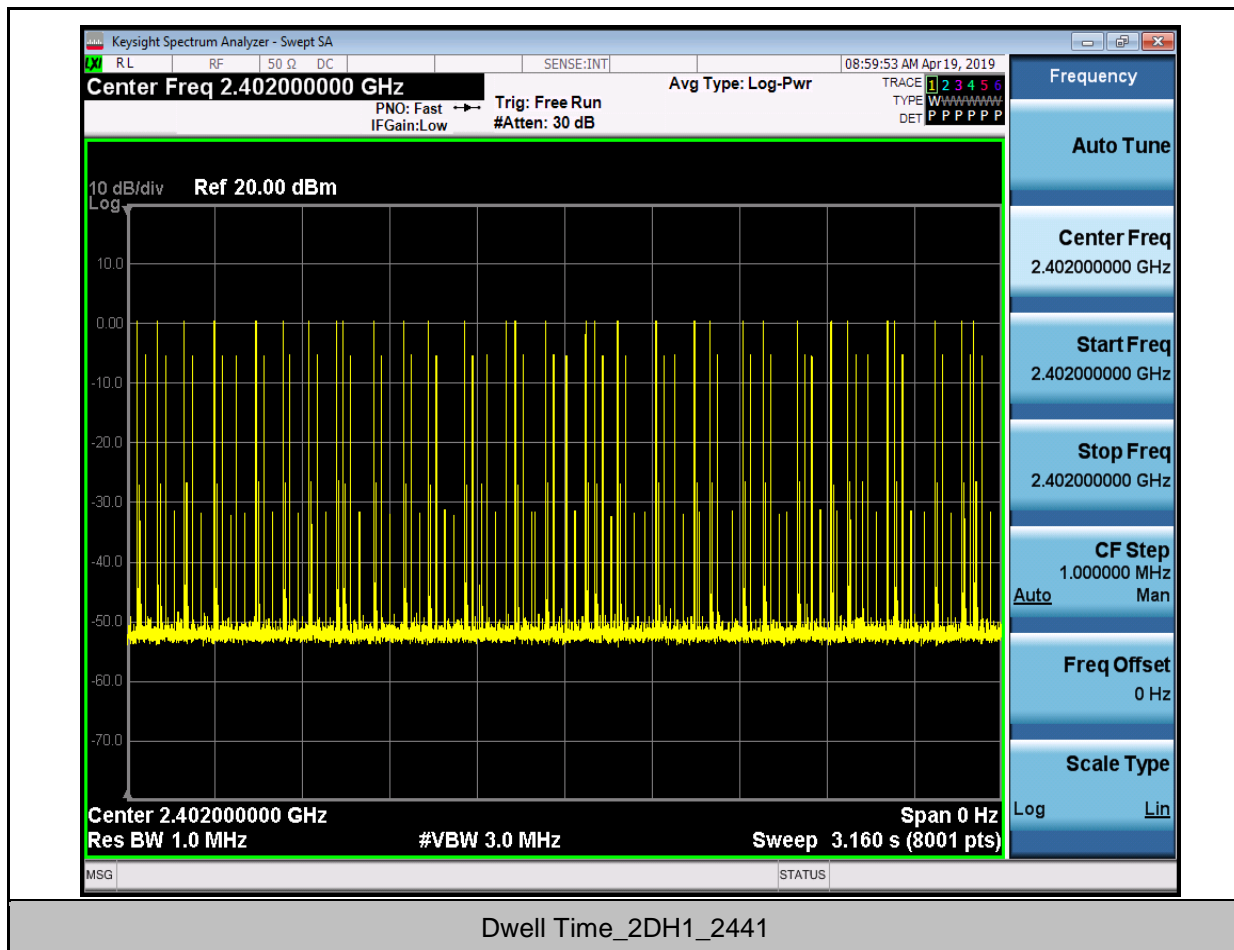 Keysight Spectrum Analyzer - Swept SA
LXI RL RF 50 Ω DC SENSE:INT 08:59:53 AM Apr 19, 2019
Center Freq 2.402000000 GHz
PNO: Fast
IFGain:Low
Trig: Free Run
#Atten: 30 dB
Avg Type: Log-Pwr
TRACE 1 2 3 4 5 6
TYPE WWWWWW
DET P P P P P P
10 dB/div Ref 20.00 dBm
Log
10.0
0.00
-10.0
-20.0
-30.0
-40.0
-50.0
-60.0
-70.0
Center 2.402000000 GHz Span 0 Hz
Res BW 1.0 MHz #VBW 3.0 MHz Sweep 3.160 s (8001 pts)
MSG STATUS
Frequency
Auto Tune
Center Freq
2.402000000 GHz
Start Freq
2.402000000 GHz
Stop Freq
2.402000000 GHz
CF Step
1.000000 MHz
Auto Man
Freq Offset
0 Hz
Scale Type
Log Lin
Dwell Time_2DH1_2441